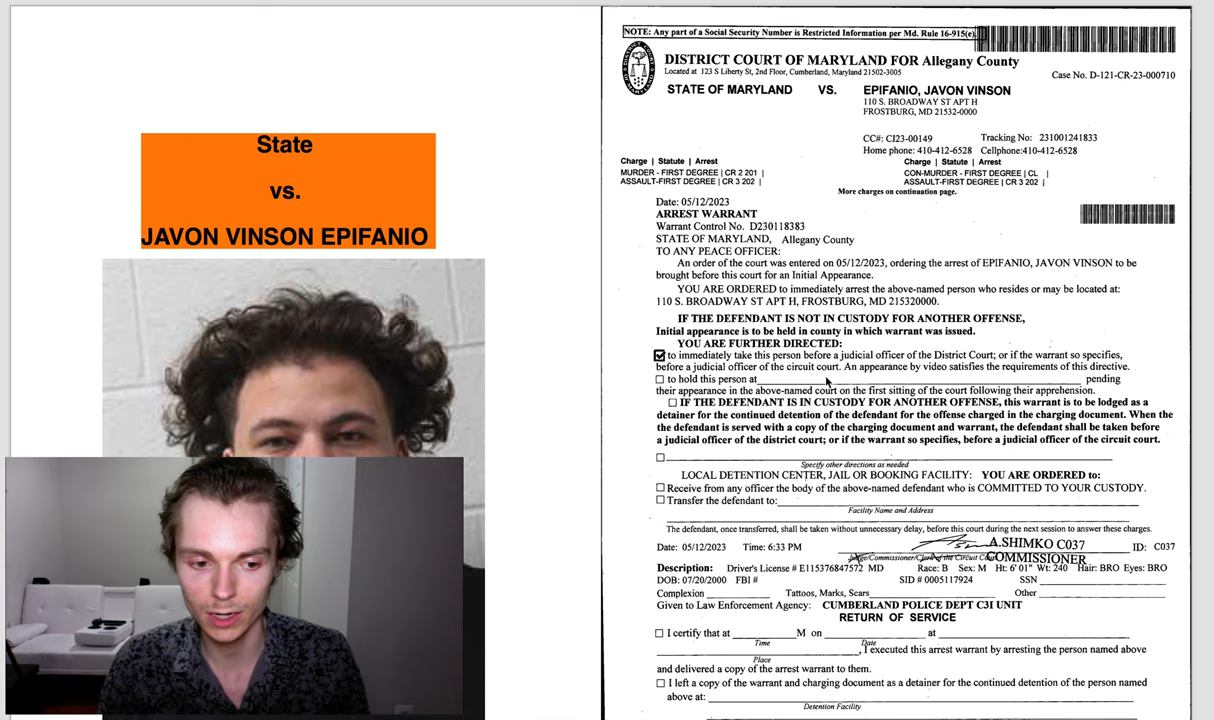 State
vs.
JAVON VINSON EPIFANIO
NOTE: Any part of a Social Security Number is Restricted Information per Md. Rule 16-915(e).
DISTRICT COURT OF MARYLAND FOR Allegany County
Located at 123 S Liberty St, 2nd Floor, Cumberland, Maryland 21502-3005
Case No. D-121-CR-23-000710
STATE OF MARYLAND VS. EPIFANIO, JAVON VINSON
110 S. BROADWAY ST APT H
FROSTBURG, MD 21532-0000
CC#: CI23-00149 Tracking No: 231001241833
Home phone: 410-412-6528 Cellphone:410-412-6528
Charge | Statute | Arrest Charge | Statute | Arrest
MURDER - FIRST DEGREE | CR 2 201 | CON-MURDER - FIRST DEGREE | CL |
ASSAULT-FIRST DEGREE | CR 3 202 | ASSAULT-FIRST DEGREE | CR 3 202 |
More charges on continuation page.
Date: 05/12/2023
ARREST WARRANT
Warrant Control No. D230118383
STATE OF MARYLAND, Allegany County
TO ANY PEACE OFFICER:
An order of the court was entered on 05/12/2023, ordering the arrest of EPIFANIO, JAVON VINSON to be
brought before this court for an Initial Appearance.
YOU ARE ORDERED to immediately arrest the above-named person who resides or may be located at:
110 S. BROADWAY ST APT H, FROSTBURG, MD 215320000.
IF THE DEFENDANT IS NOT IN CUSTODY FOR ANOTHER OFFENSE,
Initial appearance is to be held in county in which warrant was issued.
YOU ARE FURTHER DIRECTED:
to immediately take this person before a judicial officer of the District Court; or if the warrant so specifies,
before a judicial officer of the circuit court. An appearance by video satisfies the requirements of this directive.
to hold this person at pending
their appearance in the above-named court on the first sitting of the court following their apprehension.
IF THE DEFENDANT IS IN CUSTODY FOR ANOTHER OFFENSE, this warrant is to be lodged as a
detainer for the continued detention of the defendant for the offense charged in the charging document. When the
the defendant is served with a copy of the charging document and warrant, the defendant shall be taken before
a judicial officer of the district court; or if the warrant so specifies, before a judicial officer of the circuit court.
Specify other directions as needed
LOCAL DETENTION CENTER, JAIL OR BOOKING FACILITY: YOU ARE ORDERED to:
Receive from any officer the body of the above-named defendant who is COMMITTED TO YOUR CUSTODY.
Transfer the defendant to:
Facility Name and Address
The defendant, once transferred, shall be taken without unnecessary delay, before this court during the next session to answer these charges.
Date: 05/12/2023 Time: 6:33 PM A.SHIMKO C037 ID: C037
Judge/Commissioner/Clerk of the Circuit Court COMMISSIONER
Description: Driver's License # E115376847572 MD Race: B Sex: M Ht: 6' 01" Wt: 240 Hair: BRO Eyes: BRO
DOB: 07/20/2000 FBI # SID # 0005117924 SSN
Complexion Tattoos, Marks, Scars Other
Given to Law Enforcement Agency: CUMBERLAND POLICE DEPT C3I UNIT
RETURN OF SERVICE
I certify that at M on at
Time Date
, I executed this arrest warrant by arresting the person named above
Place
and delivered a copy of the arrest warrant to them.
I left a copy of the warrant and charging document as a detainer for the continued detention of the person named
above at:
Detention Facility